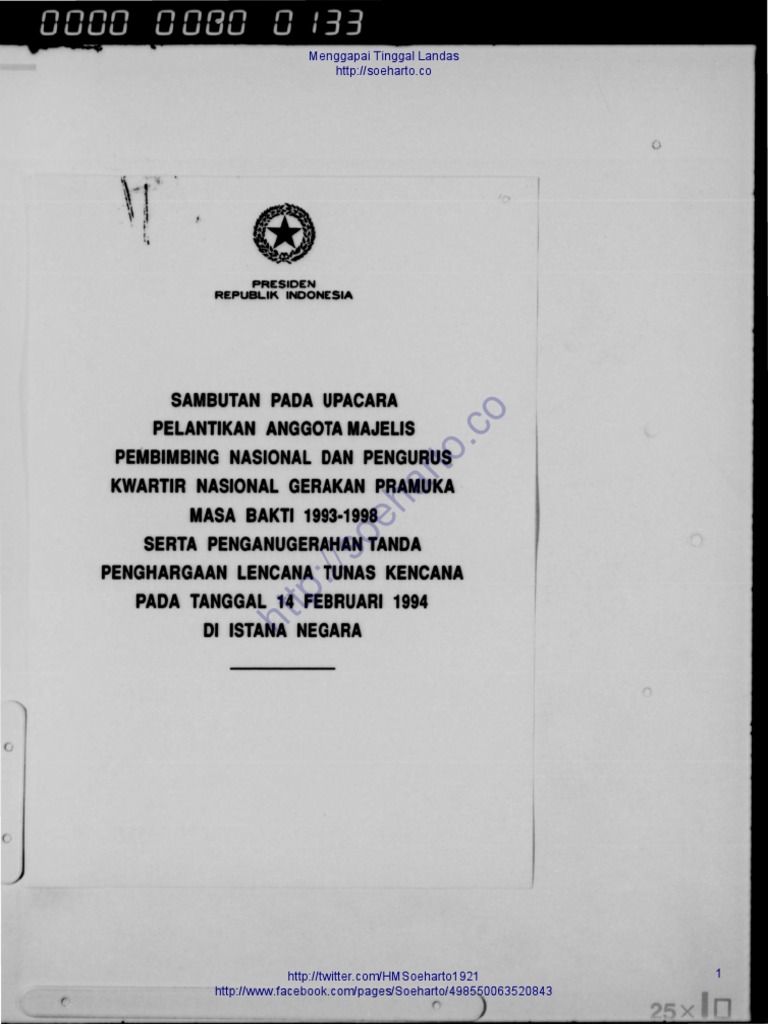 0000 0080 0133
Menggapai Tinggal Landas
http://soeharto.co
PRESIDEN
REPUBLIK INDONESIA
SAMBUTAN PADA UPACARA
PELANTIKAN ANGGOTA MAJELIS
PEMBIMBING NASIONAL DAN PENGURUS
KWARTIR NASIONAL GERAKAN PRAMUKA
MASA BAKTI 1993-1998
SERTA PENGANUGERAHAN TANDA
PENGHARGAAN LENCANA TUNAS KENCANA
PADA TANGGAL 14 FEBRUARI 1994
DI ISTANA NEGARA
http://soeharto.co
http://twitter.com/HMSoeharto1921
http://www.facebook.com/pages/Soeharto/498550063520843
1
25×